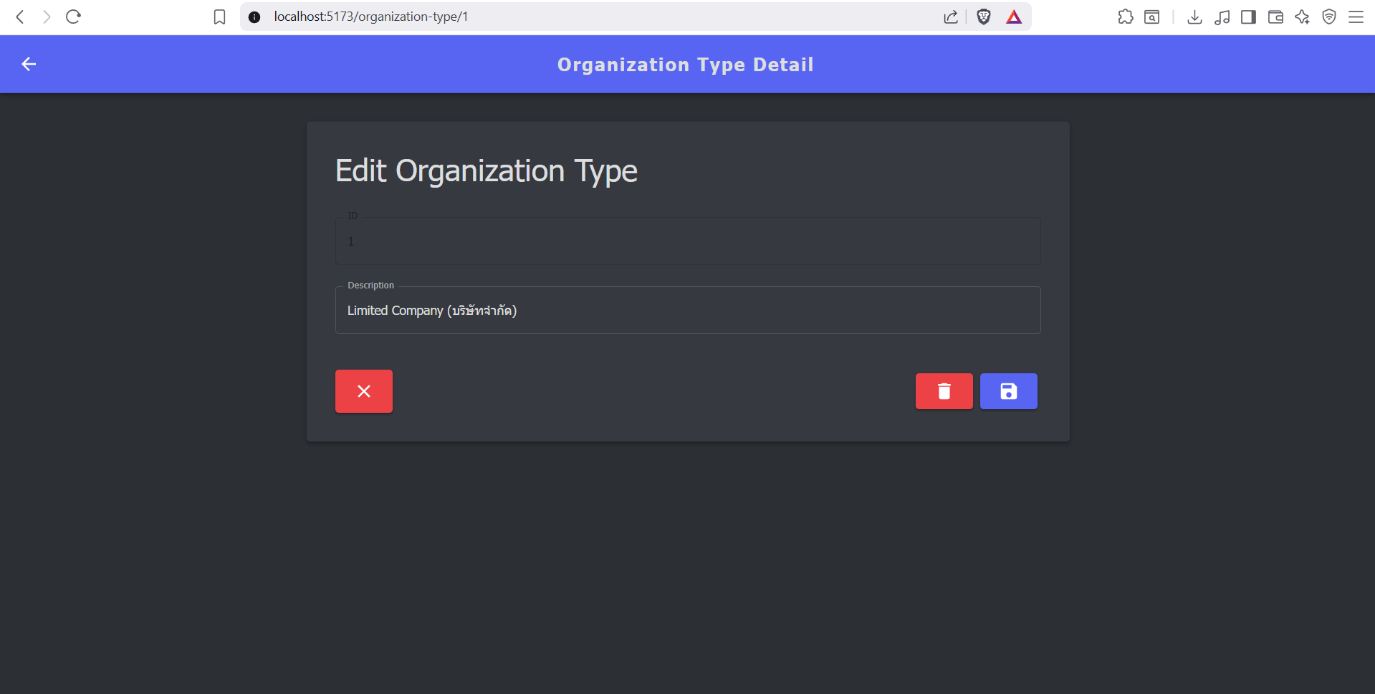 localhost:5173/organization-type/1
Organization Type Detail
Edit Organization Type
ID
1
Description
Limited Company (บริษัทจำกัด)